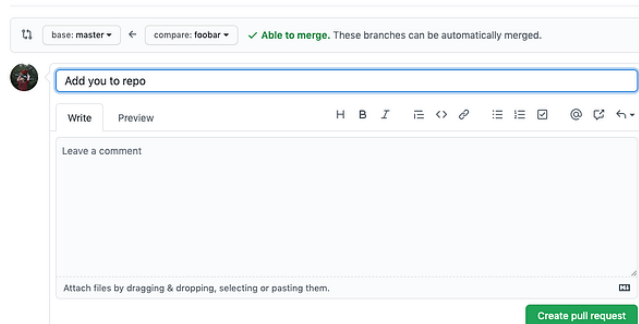 base: master compare: foobar Able to merge. These branches can be automatically merged.
Add you to repo
Write Preview H B I
Leave a comment
Attach files by dragging & dropping, selecting or pasting them.
Create pull request